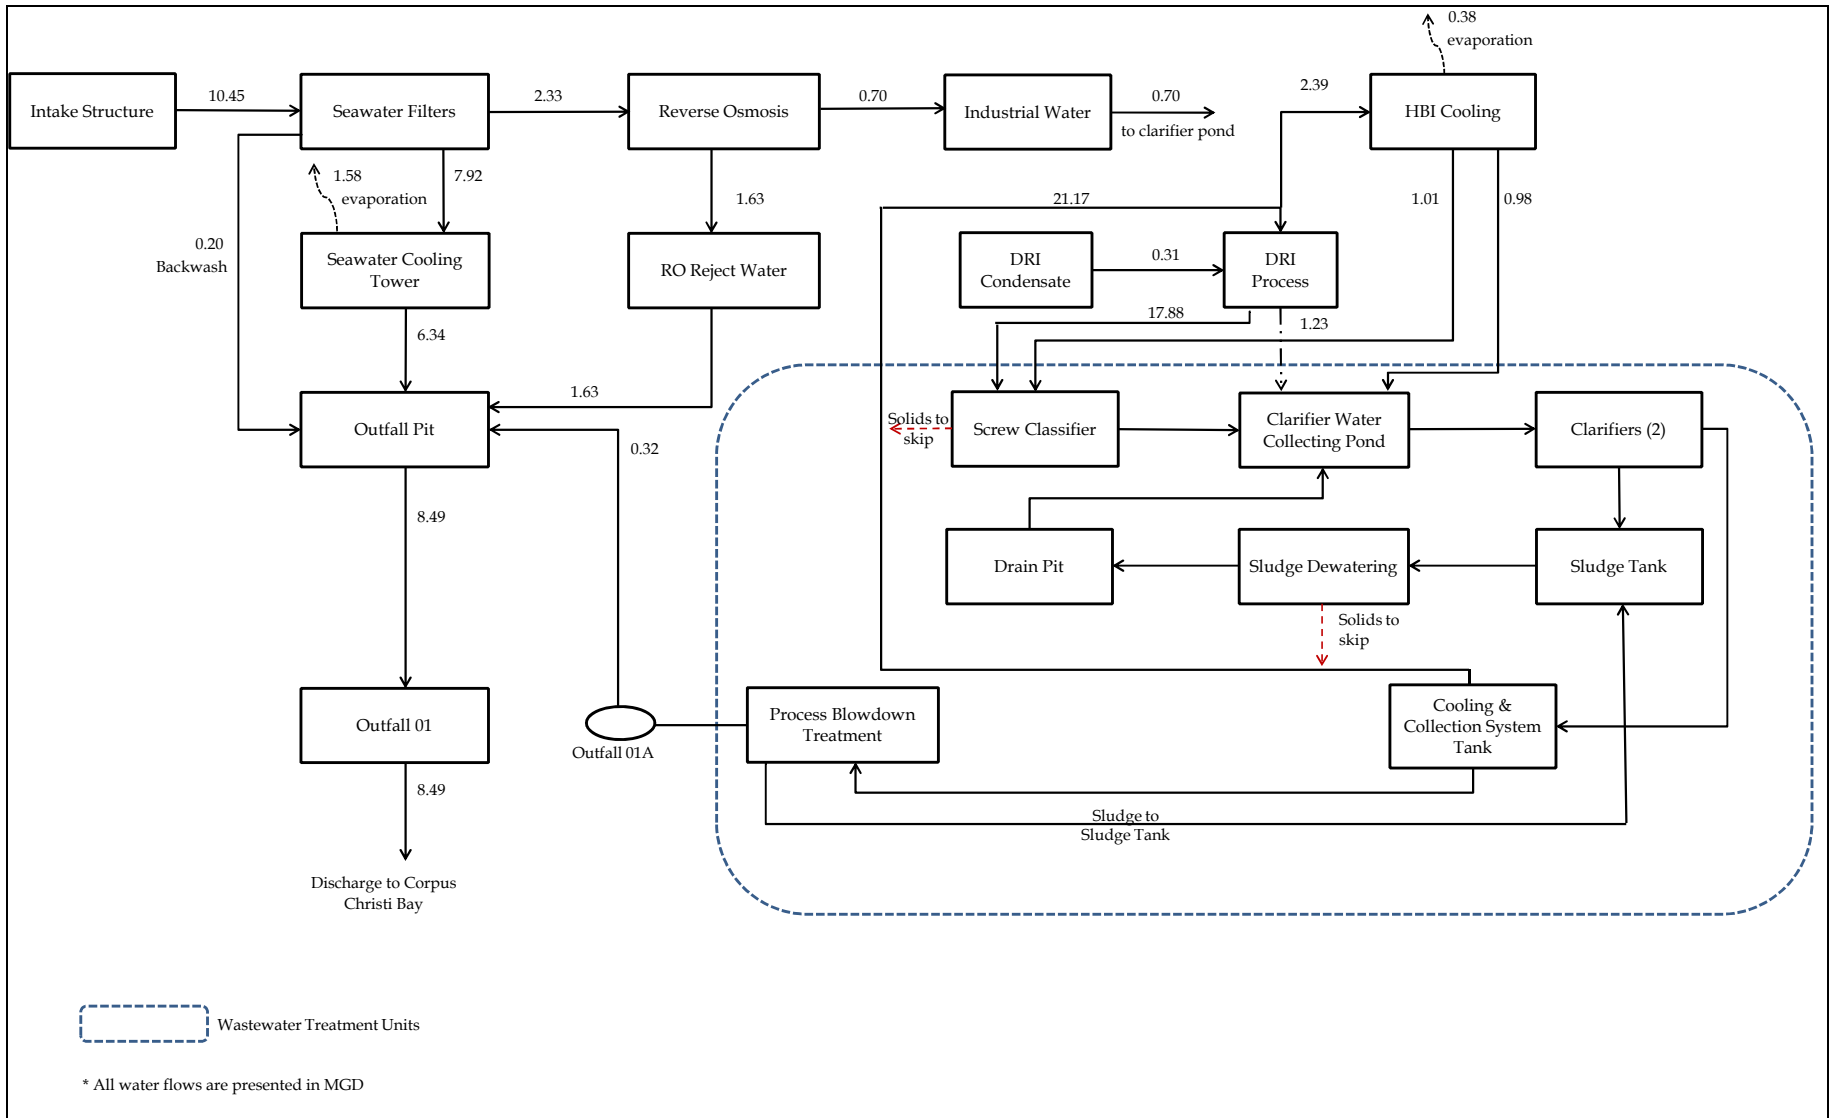 0.38
evaporation
Intake Structure
10.45
Seawater Filters
2.33
Reverse Osmosis
0.70
Industrial Water
0.70
to clarifier pond
2.39
HBI Cooling
1.58
evaporation
7.92
1.63
21.17
1.01
0.98
0.20
Backwash
Seawater Cooling
Tower
RO Reject Water
DRI
Condensate
0.31
DRI
Process
6.34
17.88
1.23
1.63
Outfall Pit
0.32
Solids to
skip
Screw Classifier
Clarifier Water
Collecting Pond
Clarifiers (2)
8.49
Drain Pit
Sludge Dewatering
Sludge Tank
Solids to
skip
Outfall 01
Outfall 01A
Process Blowdown
Treatment
Cooling &
Collection System
Tank
8.49
Sludge to
Sludge Tank
Discharge to Corpus
Christi Bay
Wastewater Treatment Units
* All water flows are presented in MGD